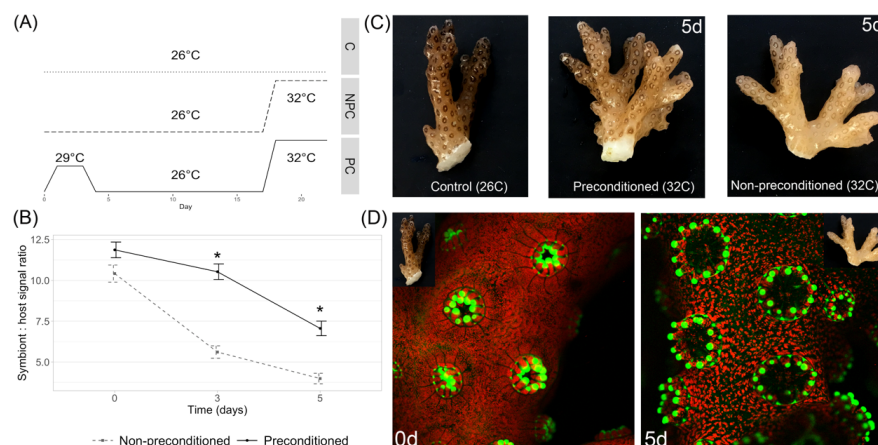 (A)
26°C
C
26°C
32°C
NPC
29°C
26°C
32°C
PC
0
5
10
15
20
Day
(B)
12.5
10.0
7.5
5.0
Symbiont : host signal ratio
*
*
0
3
5
Time (days)
Non-preconditioned
Preconditioned
(C)
Control (26C)
5d
Preconditioned (32C)
5d
Non-preconditioned (32C)
(D)
0d
5d